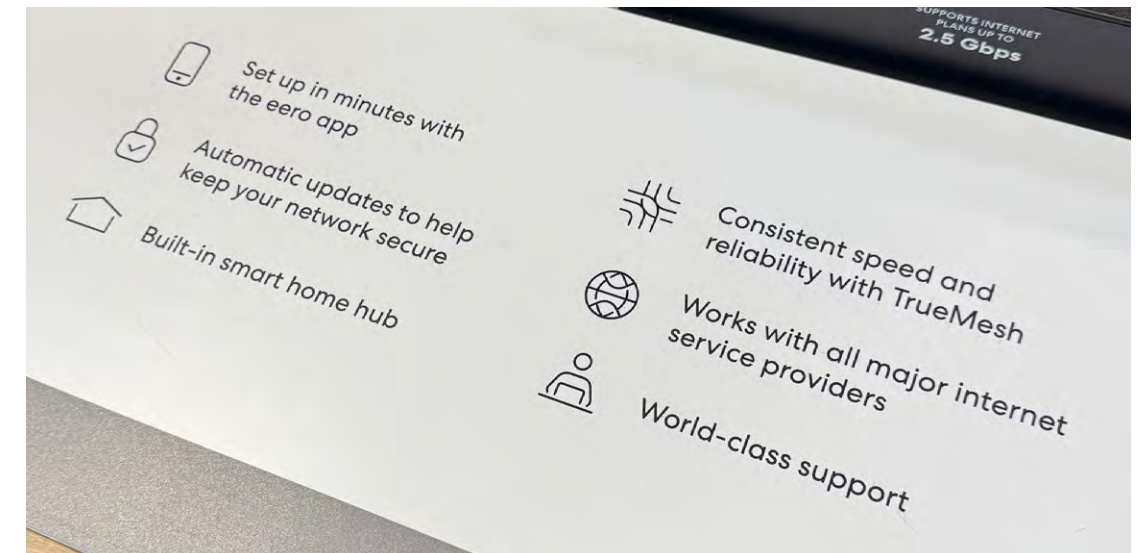 SUPPORTS INTERNET
PLANS UP TO
2.5 Gbps
Set up in minutes with
the eero app
Automatic updates to help
keep your network secure
Built-in smart home hub
Consistent speed and
reliability with TrueMesh
Works with all major internet
service providers
World-class support